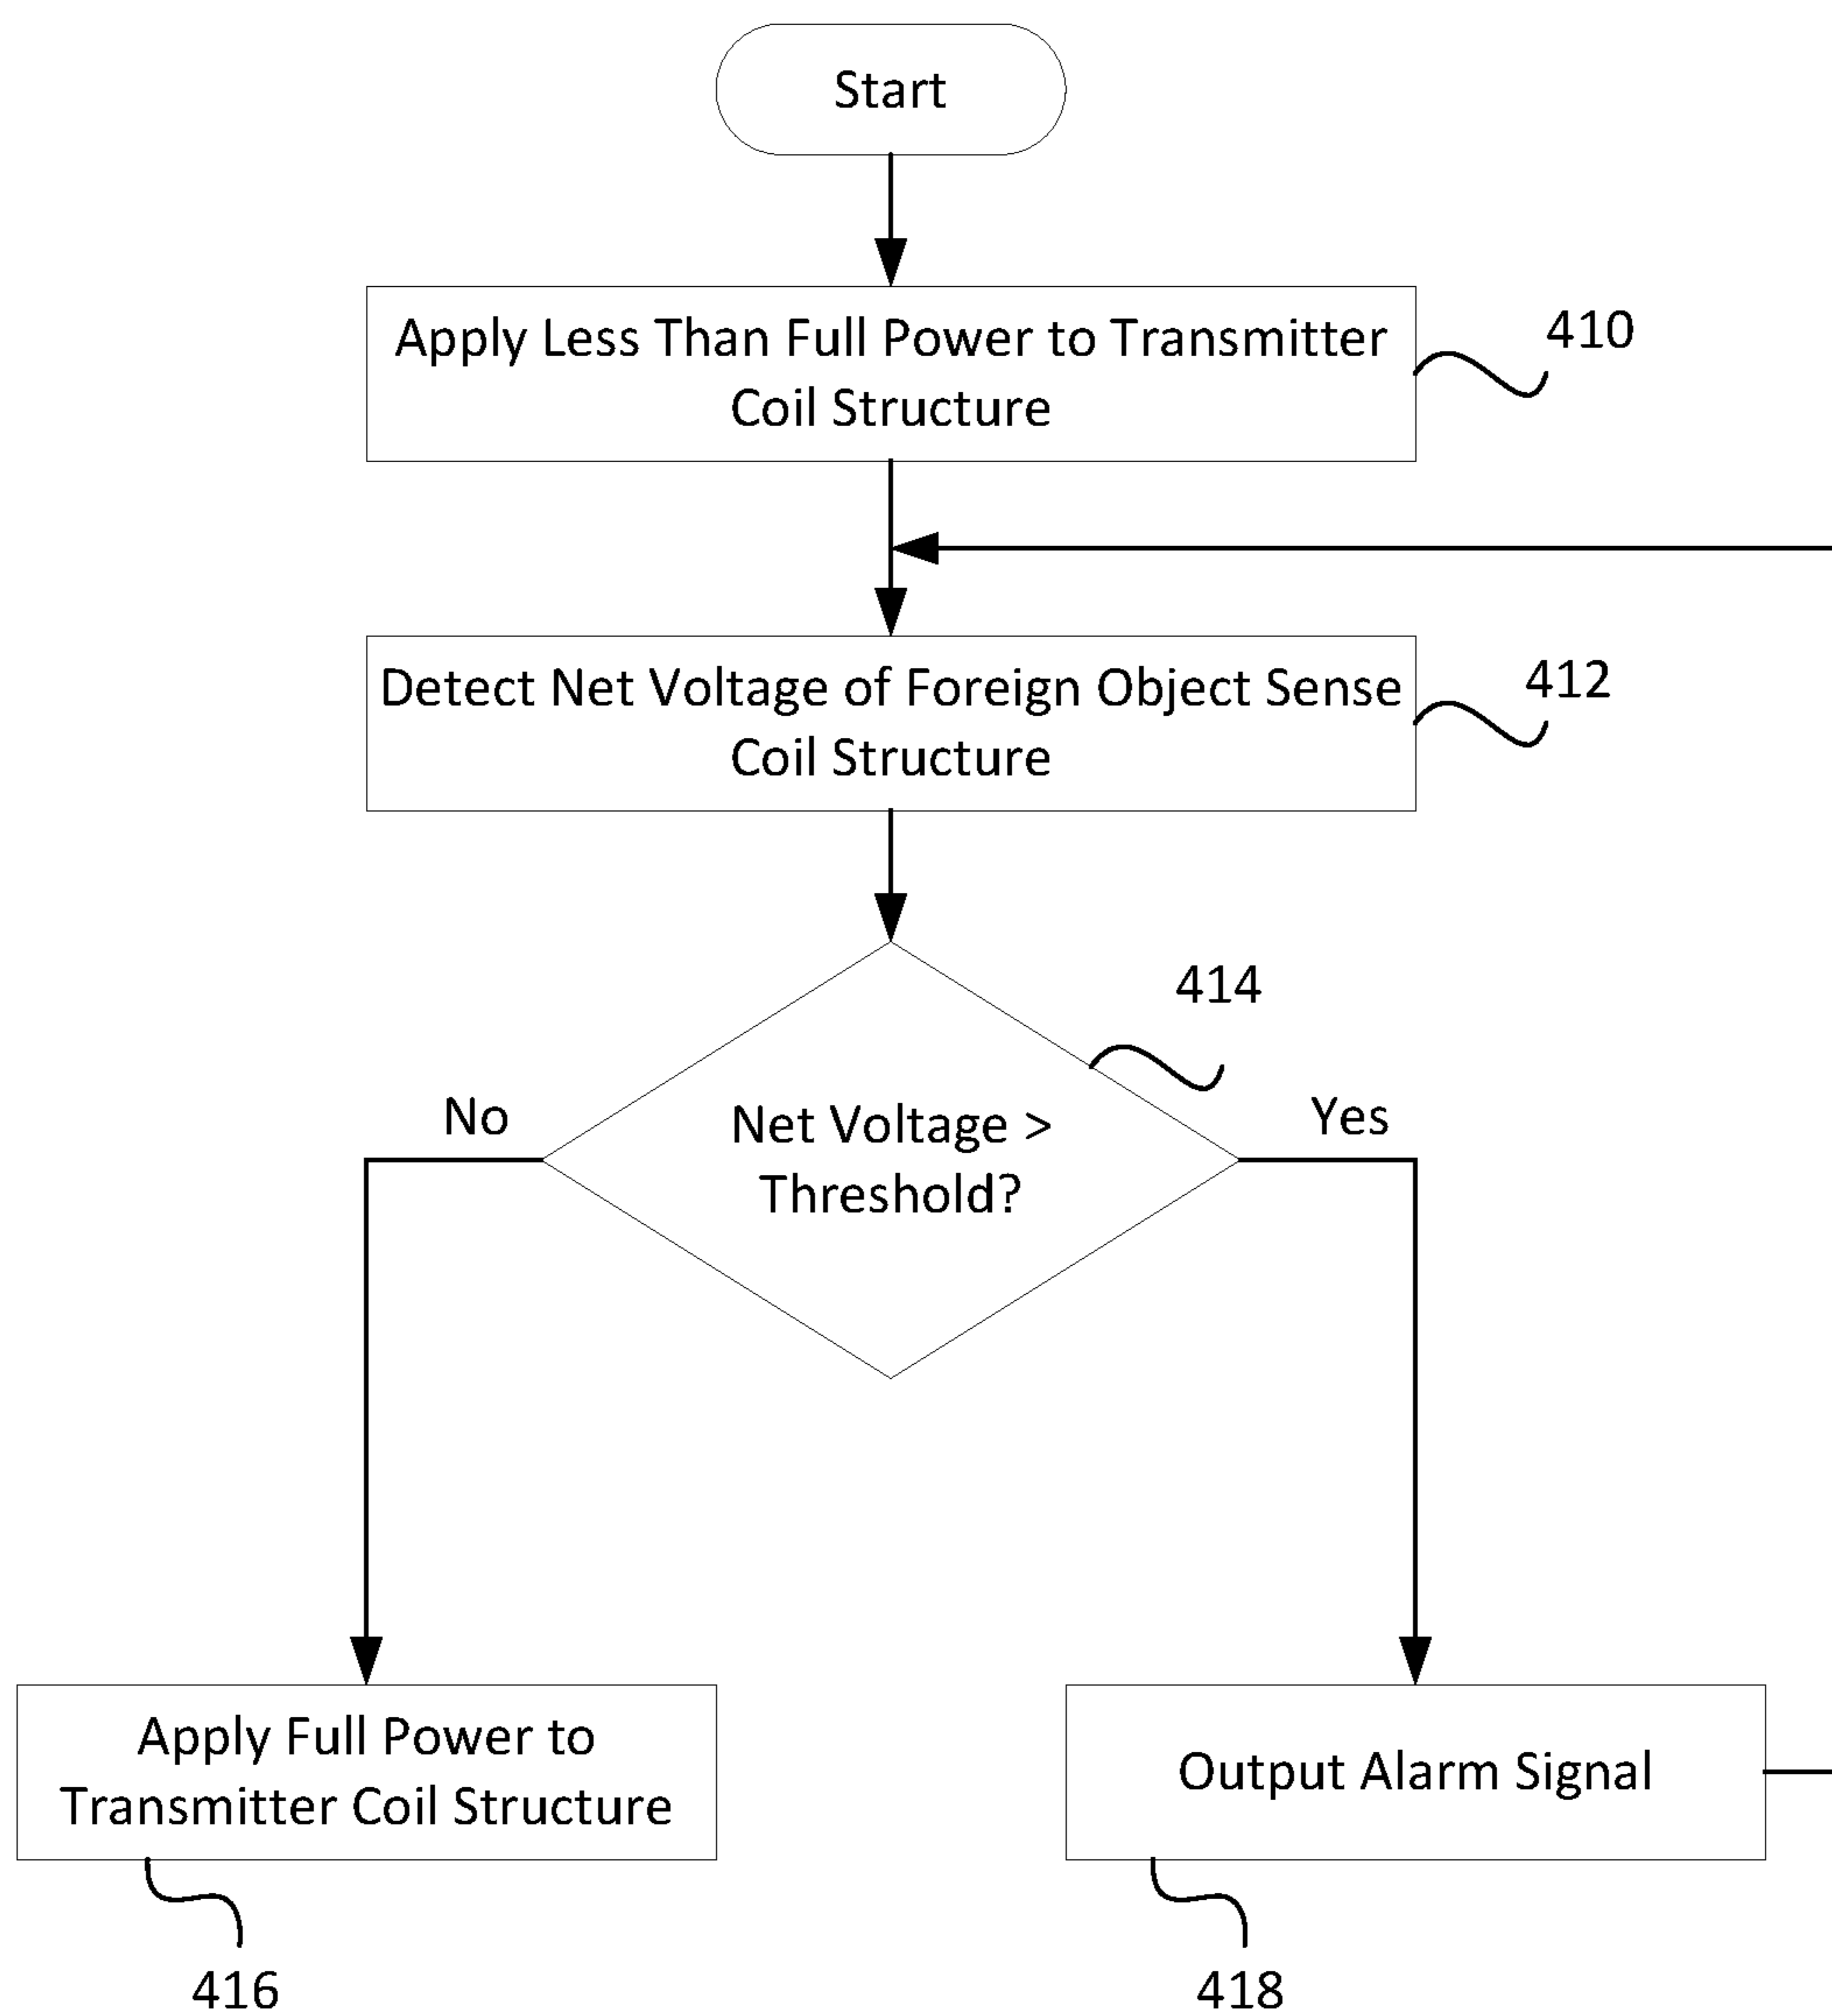 Start
Apply Less Than Full Power to Transmitter
Coil Structure
410
Detect Net Voltage of Foreign Object Sense
Coil Structure
412
414
No
Yes
Net Voltage >
Threshold?
Apply Full Power to
Transmitter Coil Structure
Output Alarm Signal
416
418